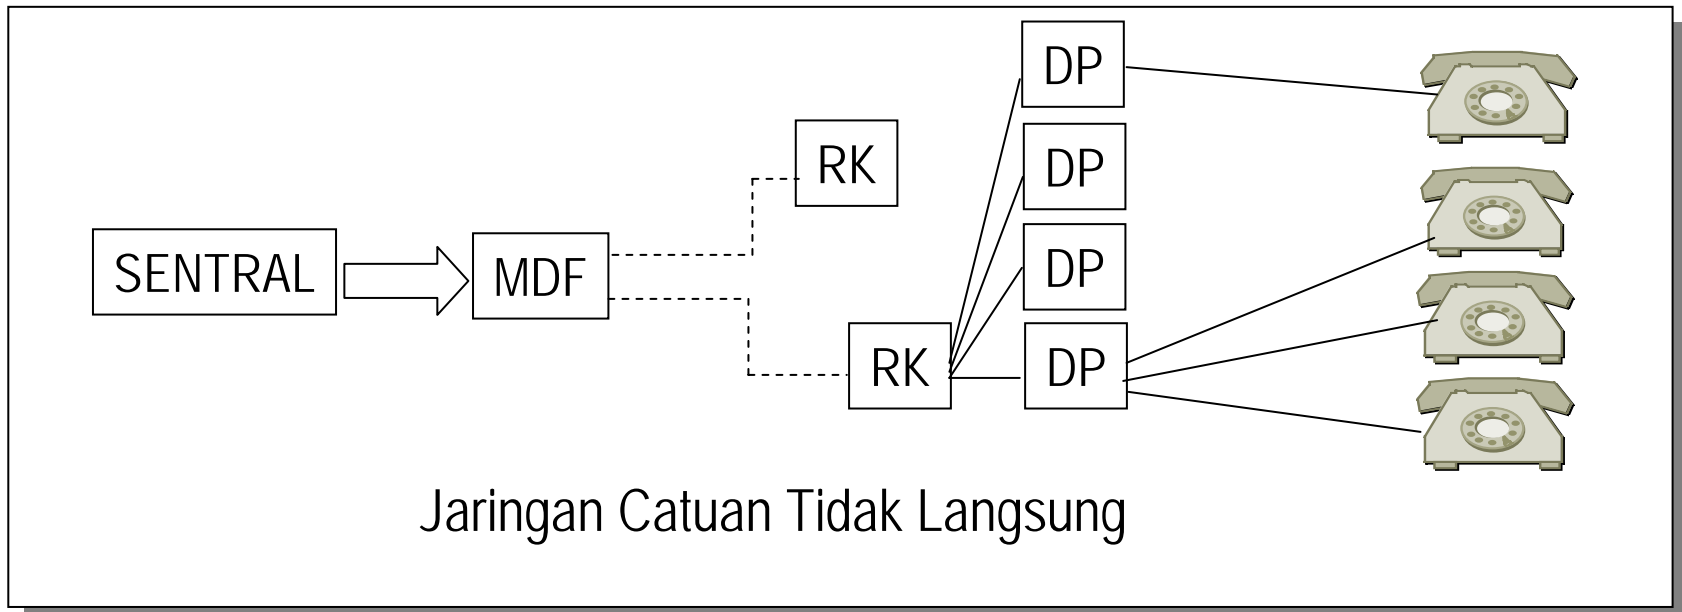 DP
RK
DP
SENTRAL
MDF
DP
RK
DP
Jaringan Catuan Tidak Langsung